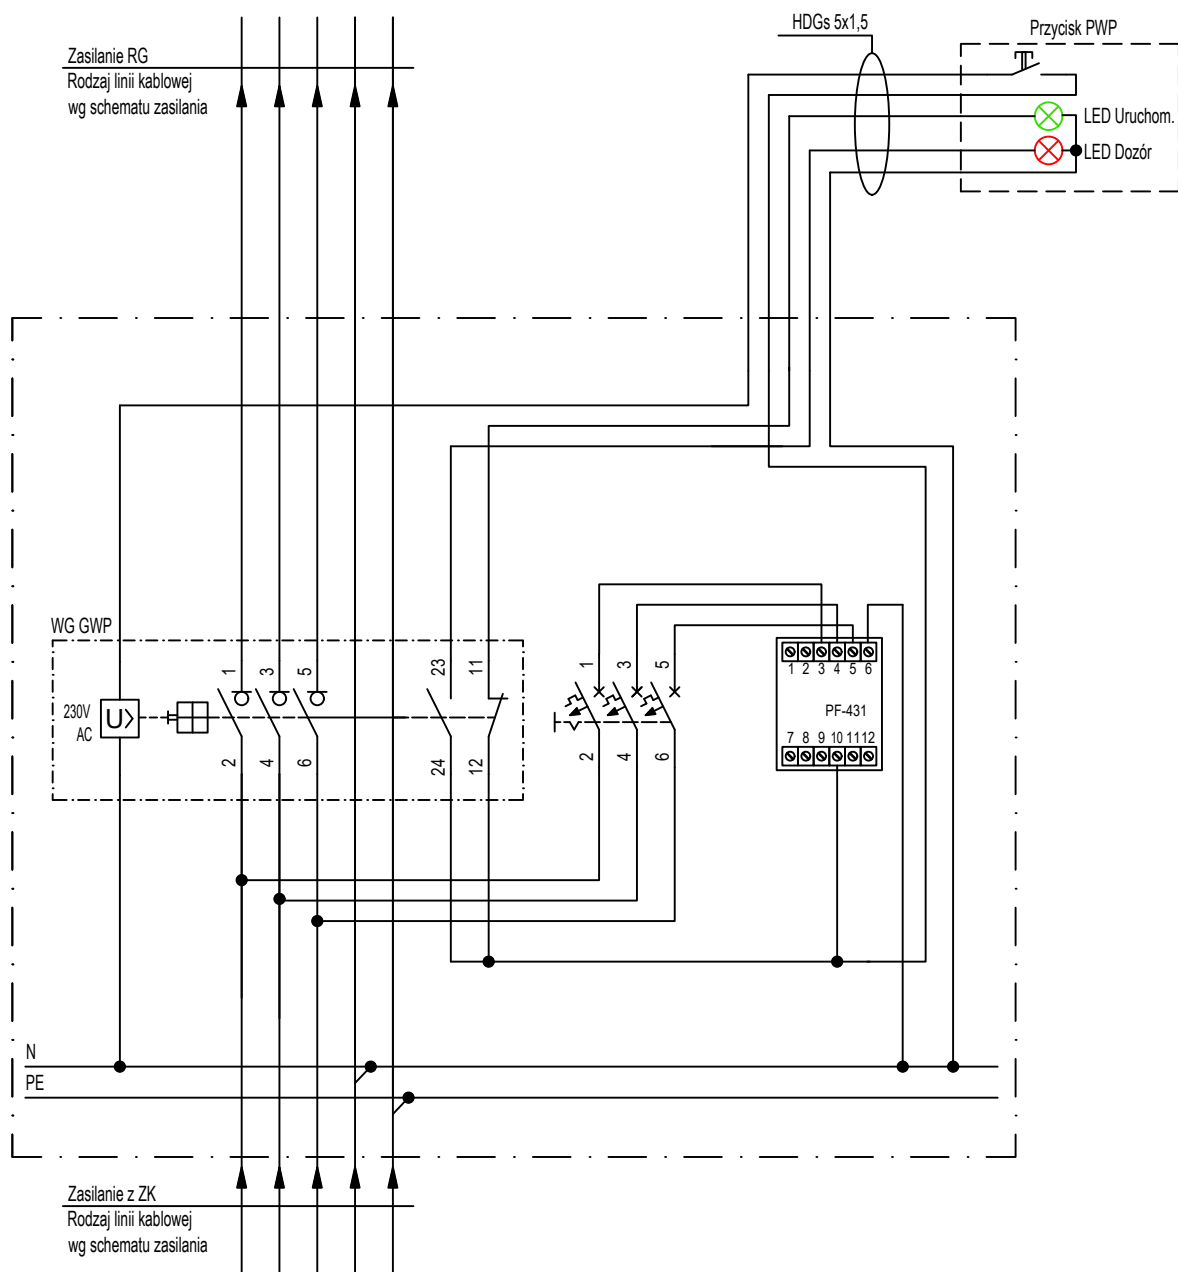 HDGs 5x1,5
Przycisk PWP
Zasilanie RG
Rodzaj linii kablowej
wg schematu zasilania
LED Uruchom.
LED Dozór
WG GWP
1 3 5 23 11
230V
AC
U>
2 4 6 24 12
1 3 5
2 4 6
1 2 3 4 5 6
PF-431
7 8 9 10 11 12
N
PE
Zasilanie z ZK
Rodzaj linii kablowej
wg schematu zasilania